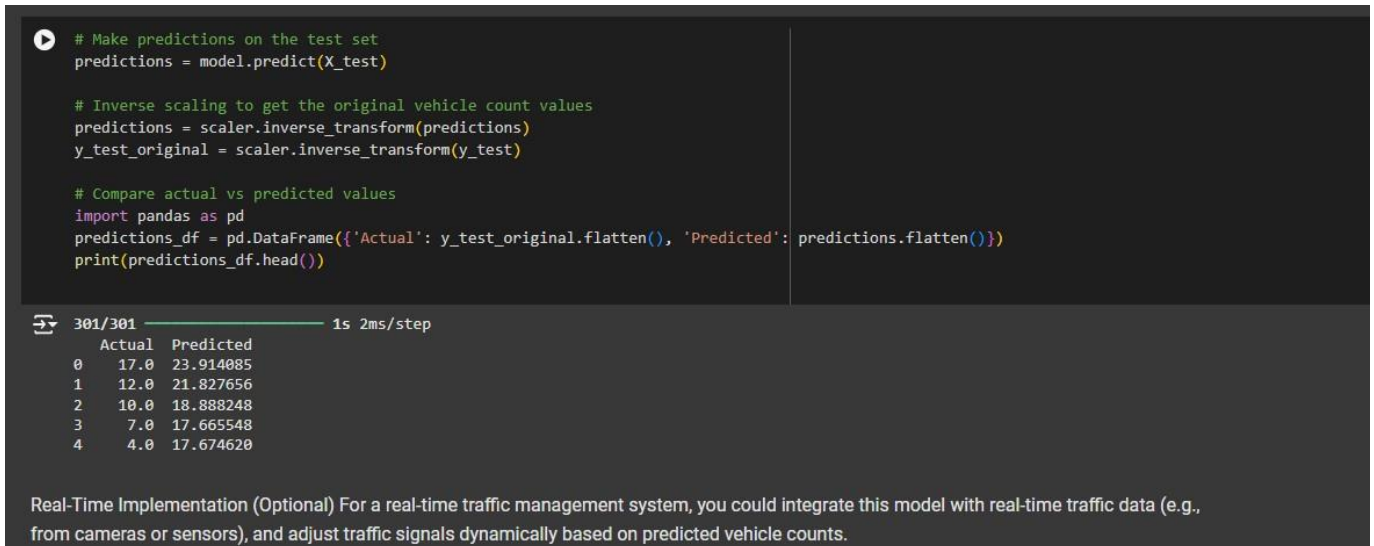 # Make predictions on the test set
predictions = model.predict(X_test)
# Inverse scaling to get the original vehicle count values
predictions = scaler.inverse_transform(predictions)
y_test_original = scaler.inverse_transform(y_test)
# Compare actual vs predicted values
import pandas as pd
predictions_df = pd.DataFrame({'Actual': y_test_original.flatten(), 'Predicted': predictions.flatten()})
print(predictions_df.head())
301/301 ━━━━━━━━━━━━━━━━━━━━ 1s 2ms/step
Actual Predicted
0 17.0 23.914085
1 12.0 21.827656
2 10.0 18.888248
3 7.0 17.665548
4 4.0 17.674620
Real-Time Implementation (Optional) For a real-time traffic management system, you could integrate this model with real-time traffic data (e.g.,
from cameras or sensors), and adjust traffic signals dynamically based on predicted vehicle counts.